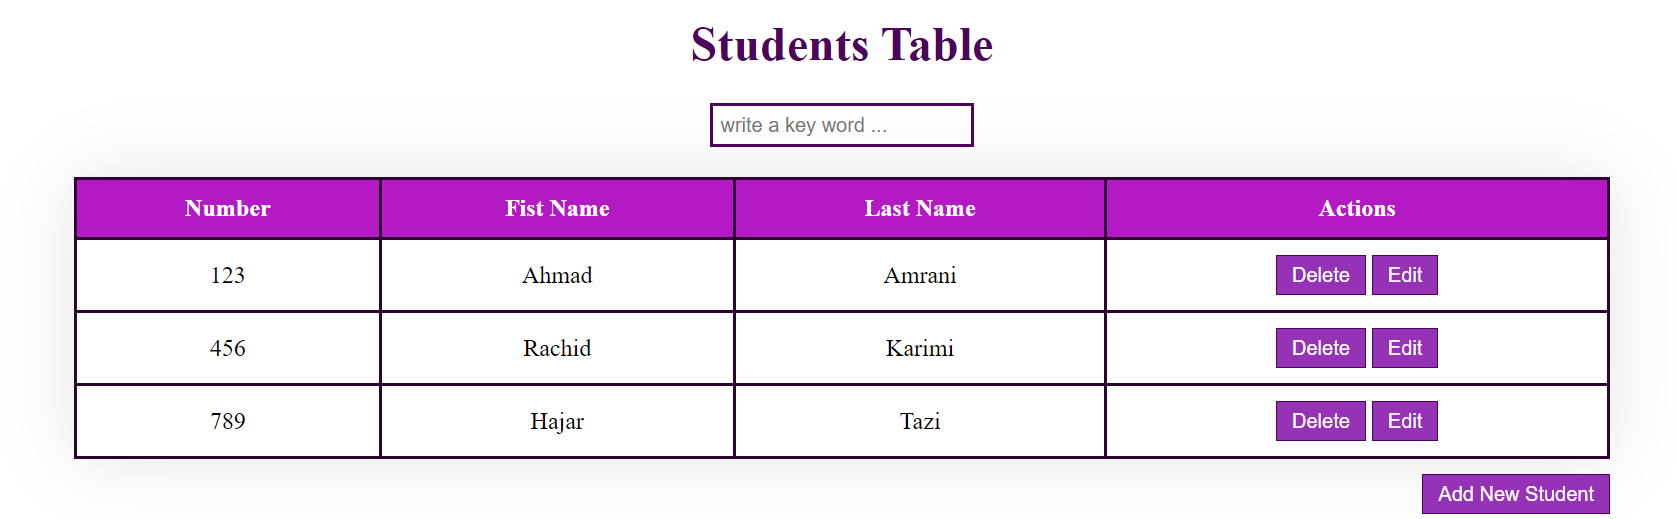 Students Table
write a key word ...
Number Fist Name Last Name Actions
123 Ahmad Amrani Delete Edit
456 Rachid Karimi Delete Edit
789 Hajar Tazi Delete Edit
Add New Student